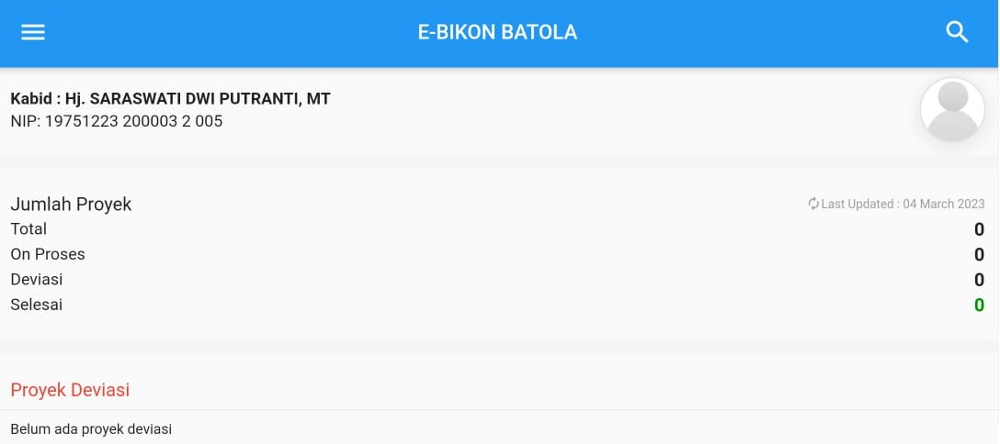 E-BIKON BATOLA
Kabid : Hj. SARASWATI DWI PUTRANTI, MT
NIP: 19751223 200003 2 005
Jumlah Proyek
Last Updated : 04 March 2023
Total 0
On Proses 0
Deviasi 0
Selesai 0
Proyek Deviasi
Belum ada proyek deviasi